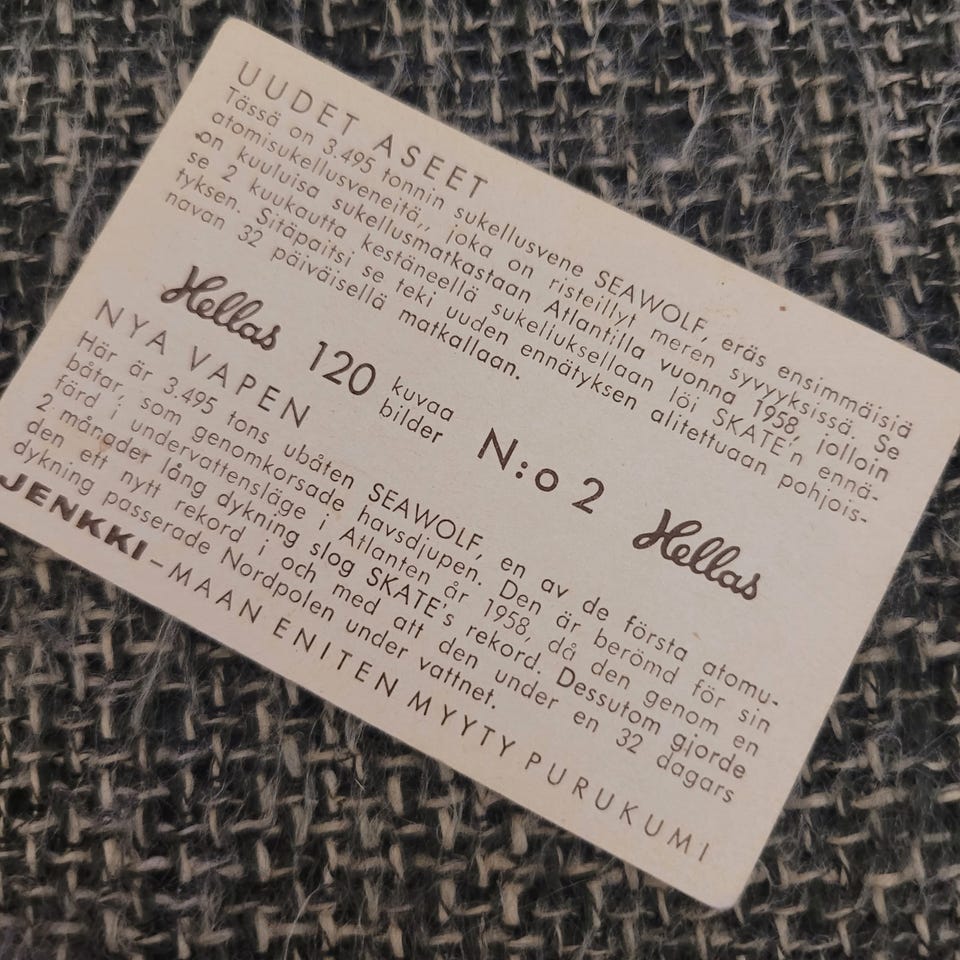 UUDET ASEET
Tässä on 3.495 tonnin sukellusvene SEAWOLF, eräs ensimmäisiä
atomisukellusveneitä,, joka on risteillyt meren syvyyksissä. Se
on kuuluisa sukellusmatkastaan Atlantilla vuonna 1958, jolloin
se 2 kuukautta kestäneellä sukelluksellaan löi SKATE'n ennä-
tyksen. Sitäpaitsi se teki uuden ennätyksen alitettuaan pohjois-
navan 32 päiväisellä matkallaan.
Hellas 120 kuvaa bilder N:o 2 Hellas
NYA VAPEN
Här är 3.495 tons ubåten SEAWOLF, en av de första atomu-
båtar, som genomkorsade havsdjupen. Den är berömd för sin
färd i undervattensläge i Atlanten år 1958, då den genom en
2 månader lång dykning slog SKATE's rekord. Dessutom gjorde
den ett nytt rekord i och med att den under en 32 dagars
dykning passerade Nordpolen under vattnet.
JENKKI – MAAN ENITEN MYYTY PURUKUMI